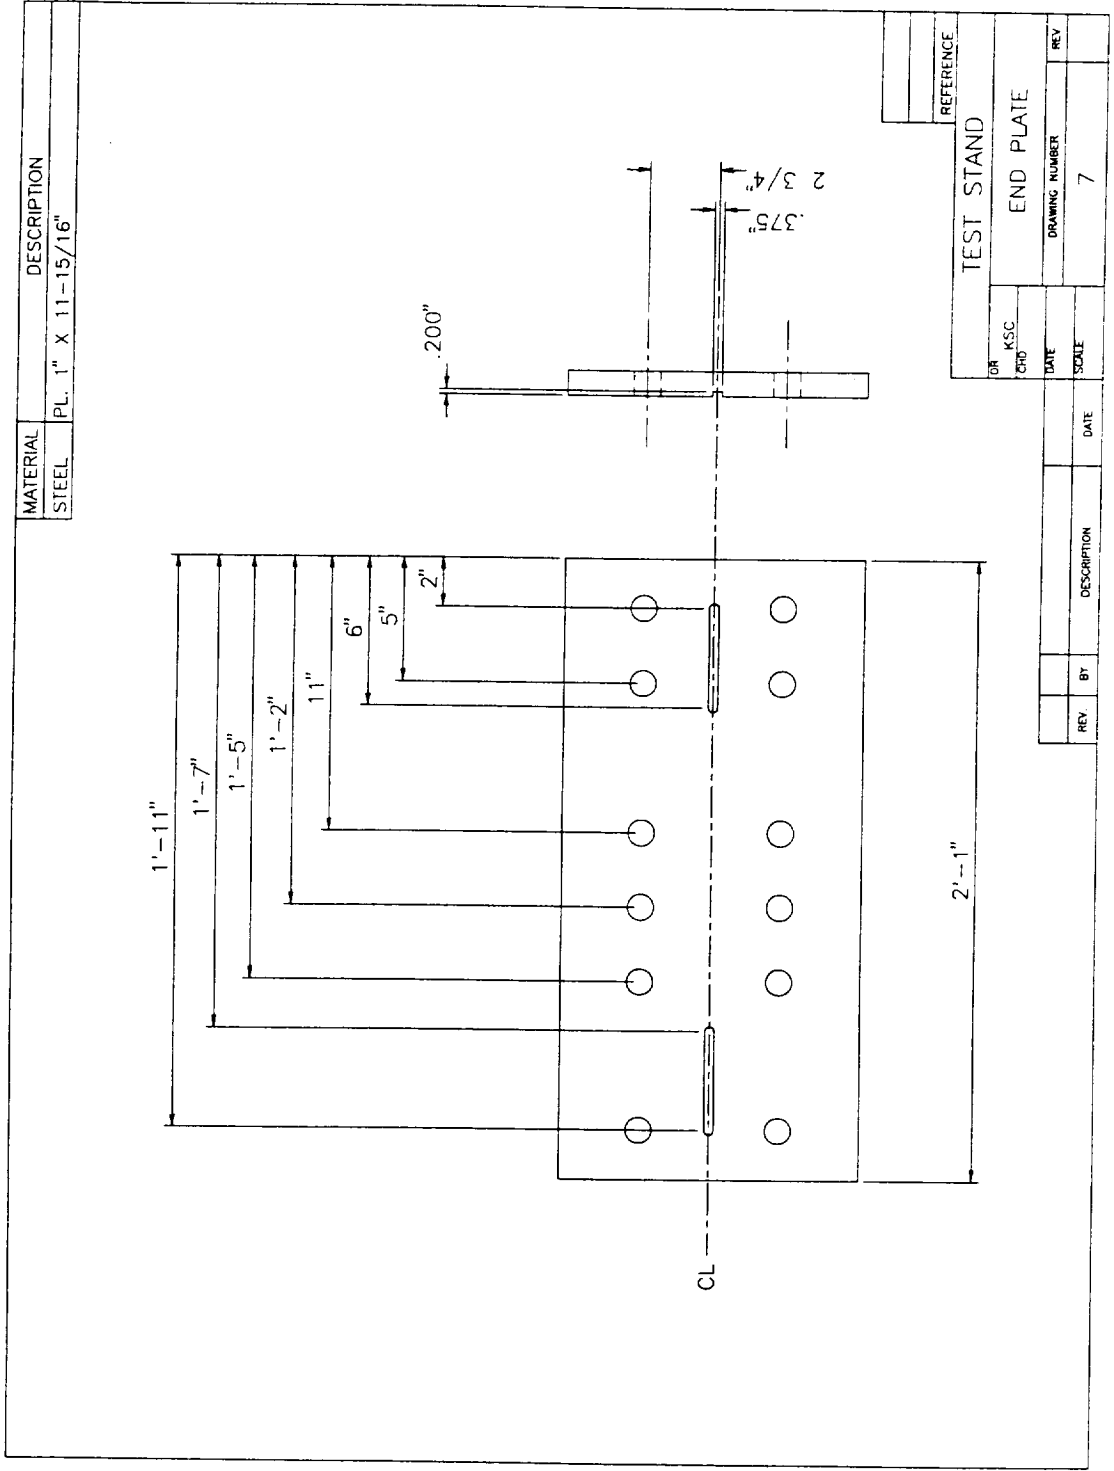 MATERIAL DESCRIPTION
STEEL PL. 1" X 11-15/16"
1'-11"
1'-7"
1'-5"
1'-2"
11"
6"
5"
2"
.200"
.375"
2 3/4"
CL
2'-1"
REFERENCE
TEST STAND
DR KSC
CHD
END PLATE
DATE
DRAWING NUMBER REV
SCALE
7
REV. BY DESCRIPTION DATE